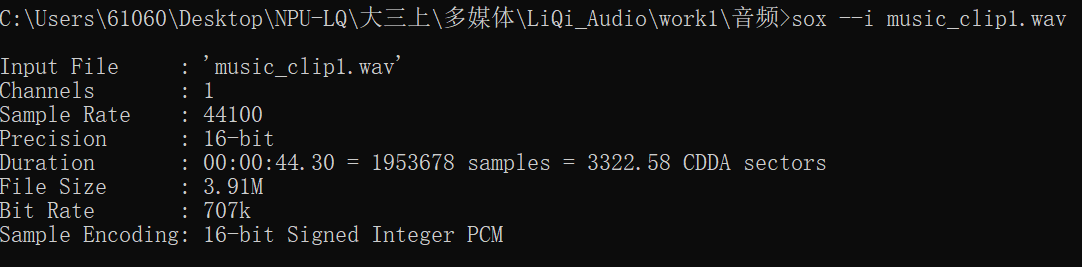 C:\Users\61060\Desktop\NPU-LQ\大三上\多媒体\LiQi_Audio\work1\音频>sox --i music_clip1.wav
Input File     : 'music_clip1.wav'
Channels       : 1
Sample Rate    : 44100
Precision      : 16-bit
Duration       : 00:00:44.30 = 1953678 samples = 3322.58 CDDA sectors
File Size      : 3.91M
Bit Rate       : 707k
Sample Encoding: 16-bit Signed Integer PCM